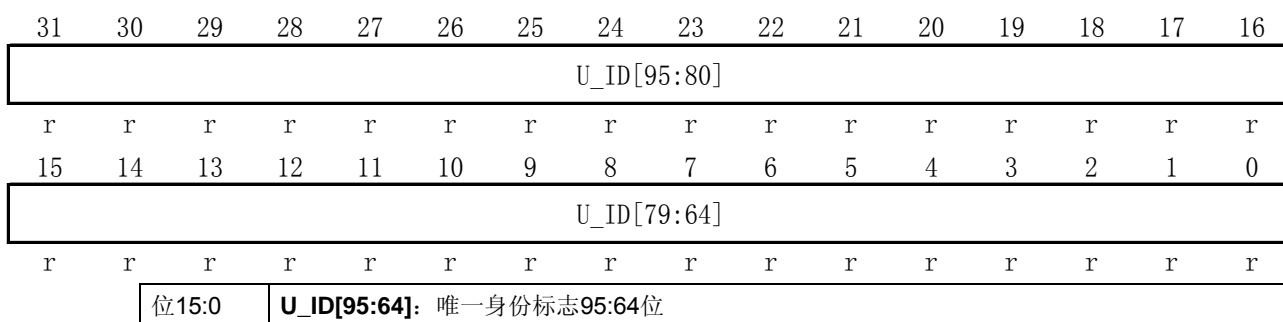 31 30 29 28 27 26 25 24 23 22 21 20 19 18 17 16
U_ID[95:80]
r r r r r r r r r r r r r r r r
15 14 13 12 11 10 9 8 7 6 5 4 3 2 1 0
U_ID[79:64]
r r r r r r r r r r r r r r r r
位15:0 U_ID[95:64]：唯一身份标志95:64位